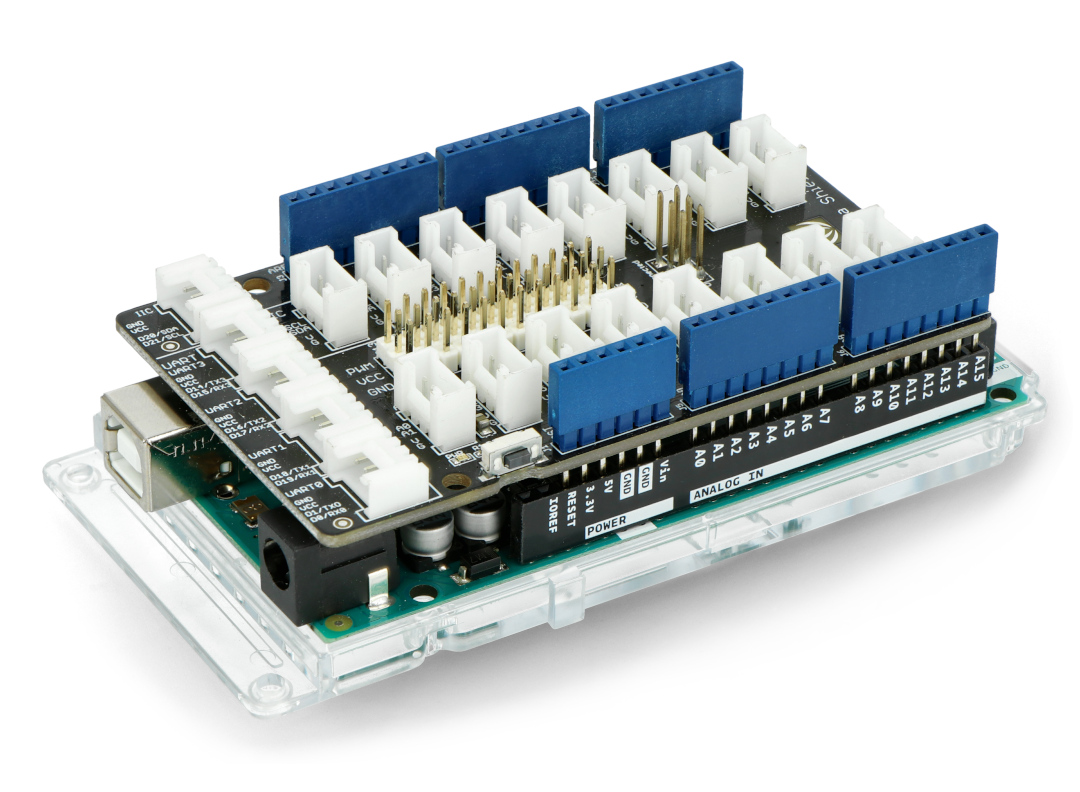 IIC
GND
VCC
D20/SDA
D21/SCL
UART3
GND
VCC
D14/TX3
D15/RX3
UART2
GND
VCC
D16/TX2
D17/RX2
UART1
GND
VCC
D18/TX1
D19/RX1
UART0
GND
VCC
D1/TX0
D0/RX0
PWM
VCC
GND
PWR
IOREF
RESET
3.3V
5V
GND
GND
Vin
POWER
A0
A1
A2
A3
A4
A5
A6
A7
A8
A9
A10
A11
A12
A13
A14
A15
ANALOG IN
GND